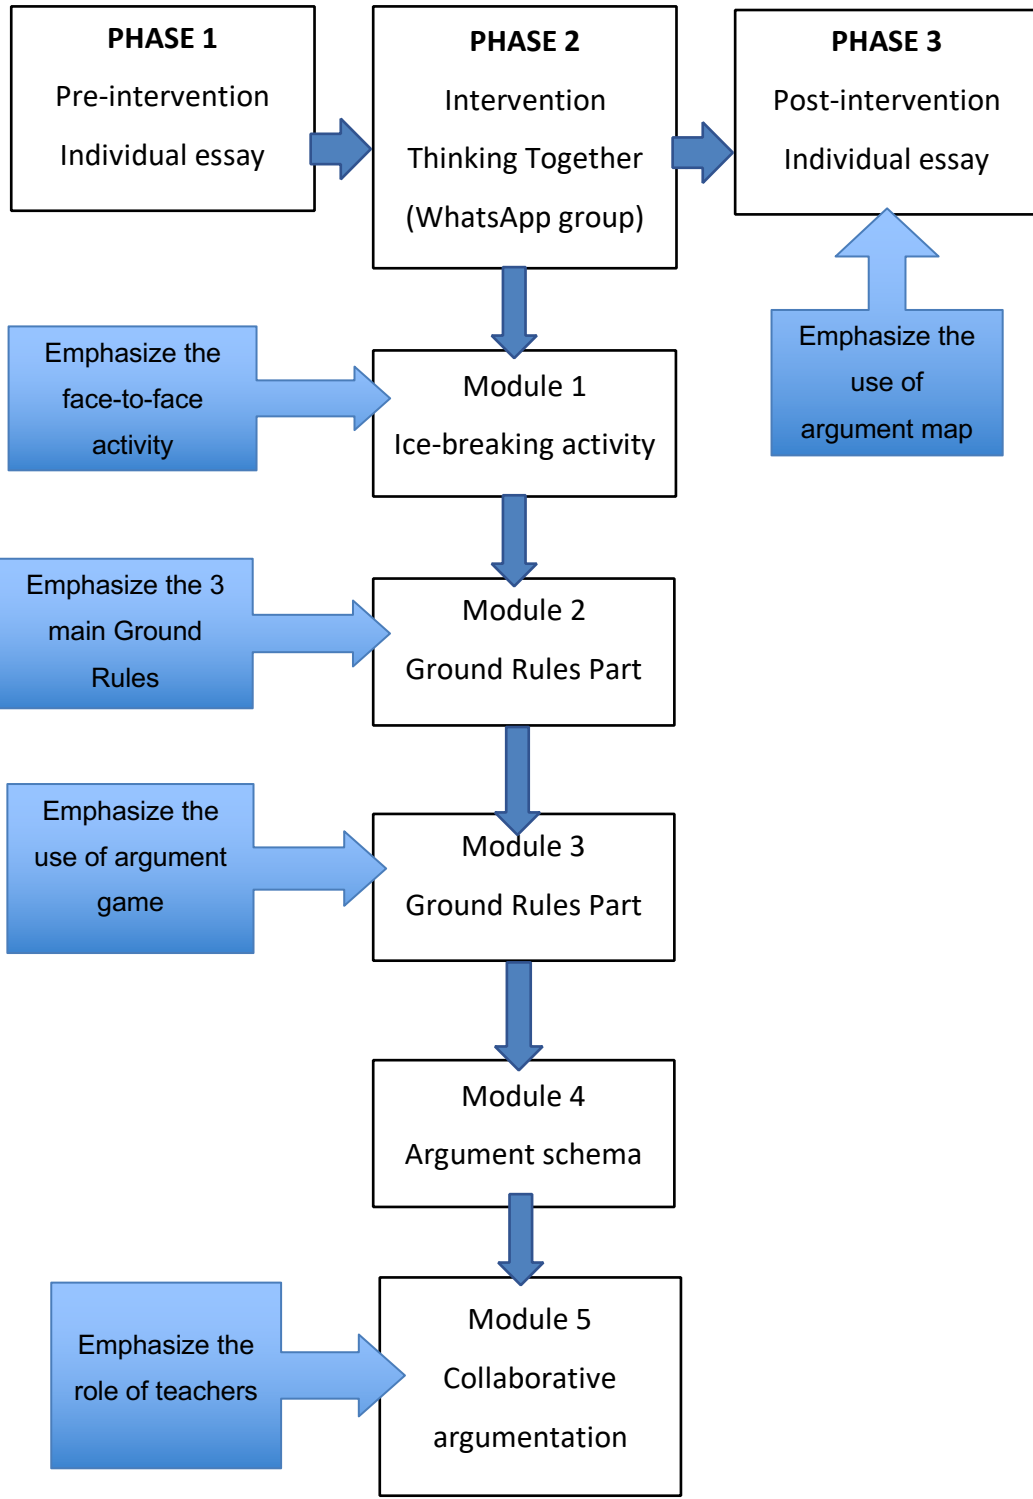 PHASE 1
Pre-intervention
Individual essay
PHASE 2
Intervention
Thinking Together
(WhatsApp group)
PHASE 3
Post-intervention
Individual essay
Emphasize the
use of
argument map
Emphasize the
face-to-face
activity
Module 1
Ice-breaking activity
Emphasize the 3
main Ground
Rules
Module 2
Ground Rules Part
Emphasize the
use of argument
game
Module 3
Ground Rules Part
Module 4
Argument schema
Emphasize the
role of teachers
Module 5
Collaborative
argumentation